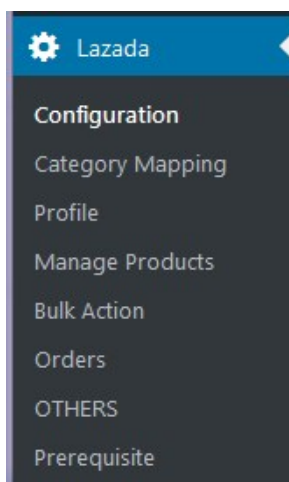 Lazada
Configuration
Category Mapping
Profile
Manage Products
Bulk Action
Orders
OTHERS
Prerequisite